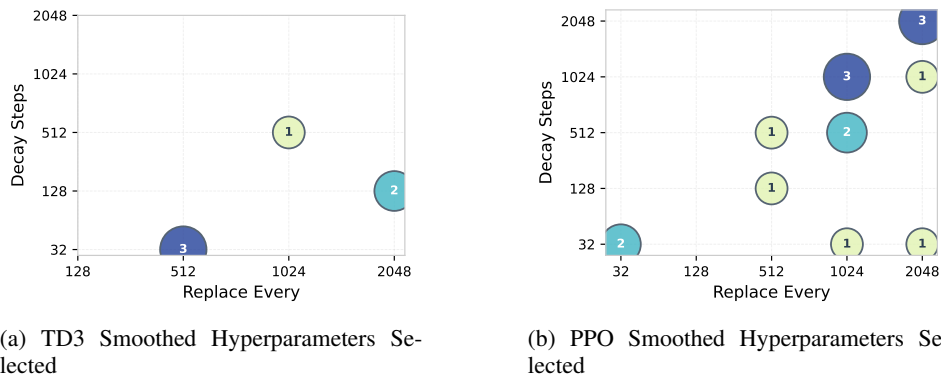 2048
1024
512
128
32
Decay Steps
1
2
3
128 512 1024 2048
Replace Every
(a) TD3 Smoothed Hyperparameters Se-
lected
2048
1024
512
128
32
Decay Steps
3
3
1
1
2
1
2
1
1
32 128 512 1024 2048
Replace Every
(b) PPO Smoothed Hyperparameters Se
lected